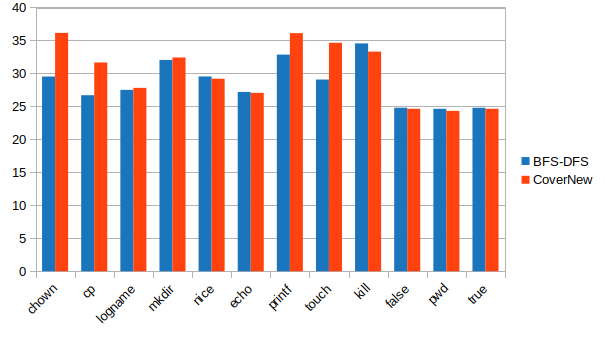 40
35
30
25
20
15
10
5
0
chown
cp
logname
mkdir
nice
echo
printf
touch
kill
false
pwd
true
BFS-DFS
CoverNew